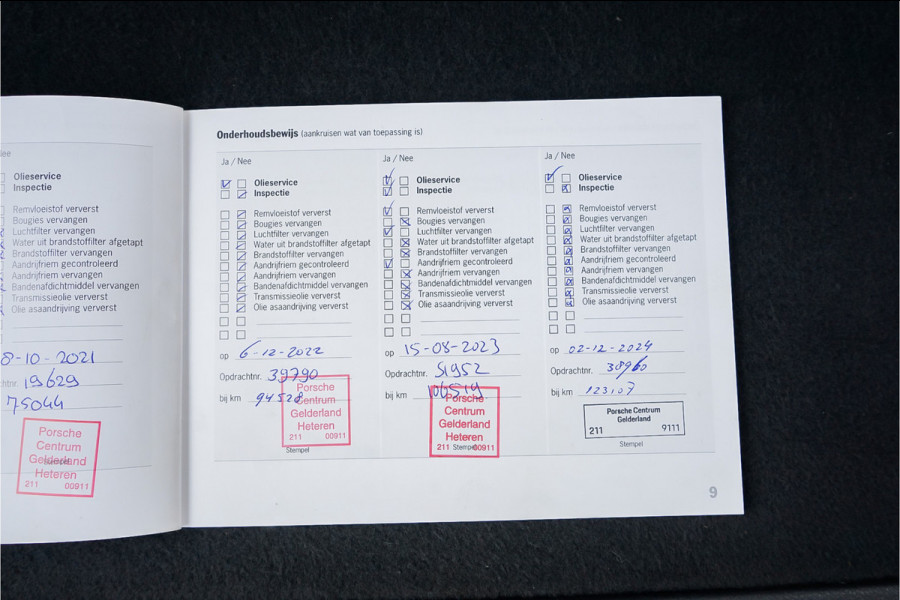 nee
Olieservice
Inspectie
Remvloeistof ververst
Bougies vervangen
Luchtfilter vervangen
Water uit brandstoffilter afgetapt
Brandstoffilter vervangen
Aandrijfriem gecontroleerd
Aandrijfriem vervangen
Bandenafdichtmiddel vervangen
Transmissieolie ververst
Olie asaandrijving ververst
8-10-2021
19629
75044
Porsche
Centrum
Gelderland
Heteren
211 00911
Onderhoudsbewijs (aankruisen wat van toepassing is)
Ja / Nee
Olieservice
Inspectie
Remvloeistof ververst
Bougies vervangen
Luchtfilter vervangen
Water uit brandstoffilter afgetapt
Brandstoffilter vervangen
Aandrijfriem gecontroleerd
Aandrijfriem vervangen
Bandenafdichtmiddel vervangen
Transmissieolie ververst
Olie asaandrijving ververst
op 6-12-2022
Opdrachtnr. 39790
bij km 94528
Porsche
Centrum
Gelderland
Heteren
211 00911
Stempel
Ja / Nee
Olieservice
Inspectie
Remvloeistof ververst
Bougies vervangen
Luchtfilter vervangen
Water uit brandstoffilter afgetapt
Brandstoffilter vervangen
Aandrijfriem gecontroleerd
Aandrijfriem vervangen
Bandenafdichtmiddel vervangen
Transmissieolie ververst
Olie asaandrijving ververst
op 15-08-2023
Opdrachtnr. 51952
bij km 106519
Porsche
Centrum
Gelderland
Heteren
211 Stempel 00911
Ja / Nee
Olieservice
Inspectie
Remvloeistof ververst
Bougies vervangen
Luchtfilter vervangen
Water uit brandstoffilter afgetapt
Brandstoffilter vervangen
Aandrijfriem gecontroleerd
Aandrijfriem vervangen
Bandenafdichtmiddel vervangen
Transmissieolie ververst
Olie asaandrijving ververst
op 02-12-2024
Opdrachtnr. 38960
bij km 123107
Porsche Centrum
Gelderland
211 9111
Stempel
9